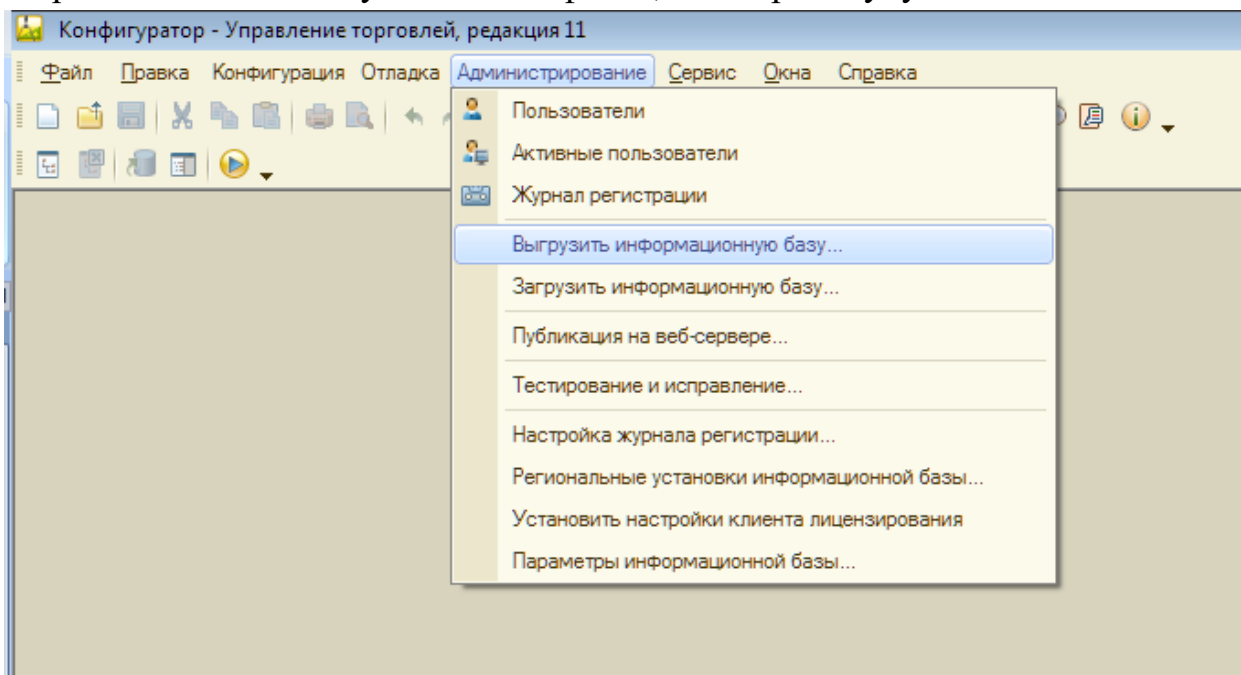 Конфигуратор - Управление торговлей, редакция 11
Файл Правка Конфигурация Отладка Администрирование Сервис Окна Справка
Пользователи
Активные пользователи
Журнал регистрации
Выгрузить информационную базу...
Загрузить информационную базу...
Публикация на веб-сервере...
Тестирование и исправление...
Настройка журнала регистрации...
Региональные установки информационной базы...
Установить настройки клиента лицензирования
Параметры информационной базы...